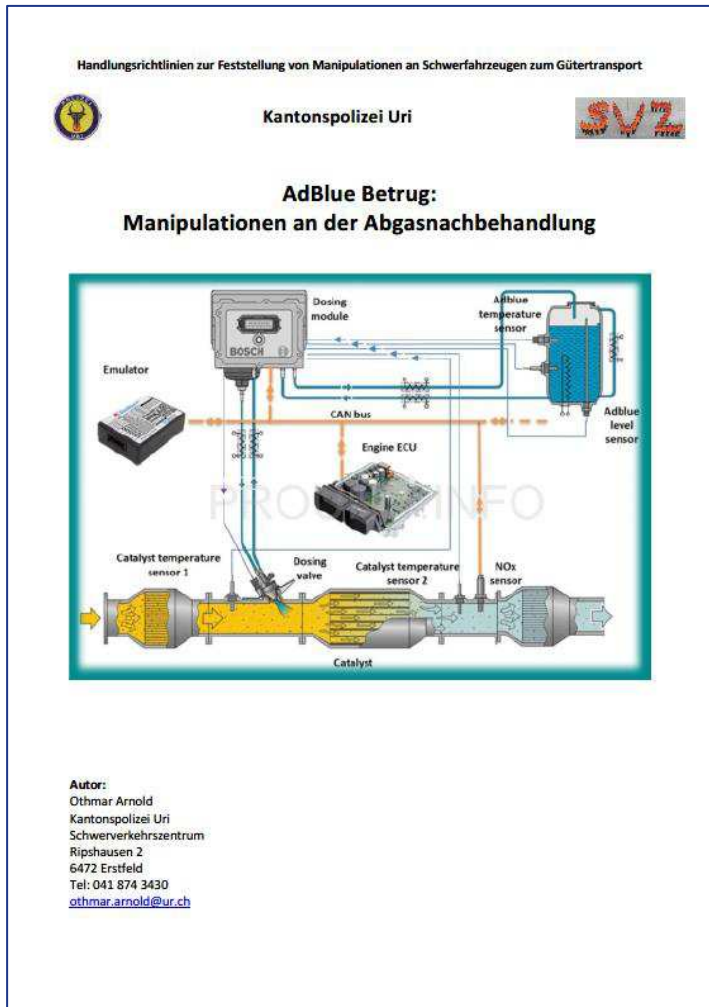 Handlungsrichtlinien zur Feststellung von Manipulationen an Schwerfahrzeugen zum Gütertransport
Kantonspolizei Uri
SVZ
AdBlue Betrug:
Manipulationen an der Abgasnachbehandlung
Dosing
module
Adblue
temperature
sensor
BOSCH
Emulator
CAN bus
Adblue
level
sensor
Engine ECU
Catalyst temperature
sensor 1
Dosing
valve
Catalyst temperature
sensor 2
NOx
sensor
Catalyst
Autor:
Othmar Arnold
Kantonspolizei Uri
Schwerverkehrszentrum
Ripshausen 2
6472 Erstfeld
Tel: 041 874 3430
othmar.arnold@ur.ch